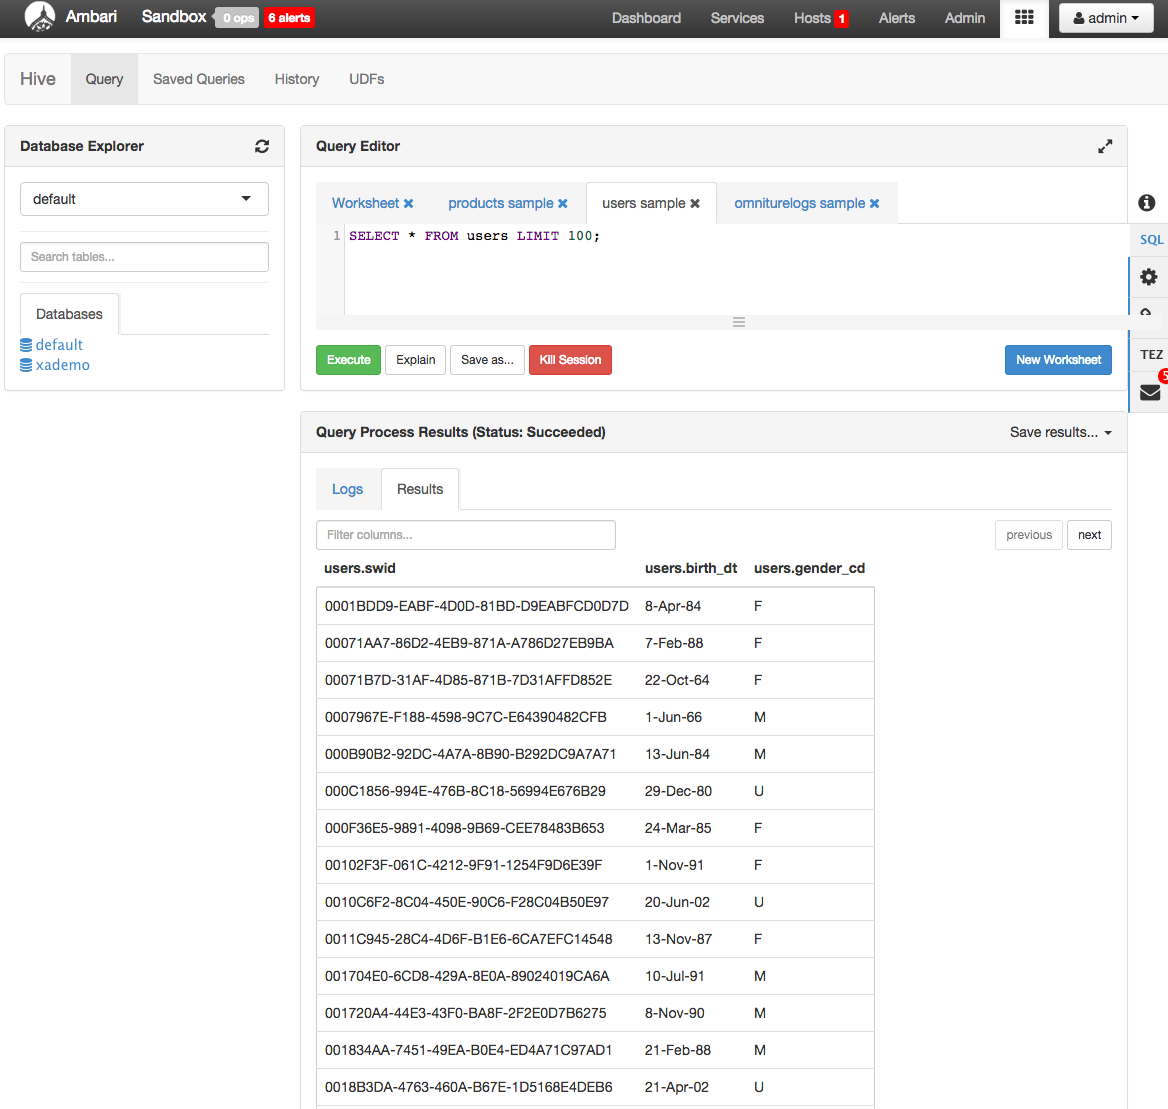 Ambari Sandbox 0 ops 6 alerts Dashboard Services Hosts 1 Alerts Admin admin
Hive Query Saved Queries History UDFs
Database Explorer
default
Search tables...
Databases
default
xademo
Query Editor
Worksheet products sample users sample omniturelogs sample
1 SELECT * FROM users LIMIT 100;
Execute Explain Save as... Kill Session New Worksheet
SQL
TEZ
Query Process Results (Status: Succeeded) Save results...
Logs Results
Filter columns... previous next
users.swid users.birth_dt users.gender_cd
0001BDD9-EABF-4D0D-81BD-D9EABFCD0D7D 8-Apr-84 F
00071AA7-86D2-4EB9-871A-A786D27EB9BA 7-Feb-88 F
00071B7D-31AF-4D85-871B-7D31AFFD852E 22-Oct-64 F
0007967E-F188-4598-9C7C-E64390482CFB 1-Jun-66 M
000B90B2-92DC-4A7A-8B90-B292DC9A7A71 13-Jun-84 M
000C1856-994E-476B-8C18-56994E676B29 29-Dec-80 U
000F36E5-9891-4098-9B69-CEE78483B653 24-Mar-85 F
00102F3F-061C-4212-9F91-1254F9D6E39F 1-Nov-91 F
0010C6F2-8C04-450E-90C6-F28C04B50E97 20-Jun-02 U
0011C945-28C4-4D6F-B1E6-6CA7EFC14548 13-Nov-87 F
001704E0-6CD8-429A-8E0A-89024019CA6A 10-Jul-91 M
001720A4-44E3-43F0-BA8F-2F2E0D7B6275 8-Nov-90 M
001834AA-7451-49EA-B0E4-ED4A71C97AD1 21-Feb-88 M
0018B3DA-4763-460A-B67E-1D5168E4DEB6 21-Apr-02 U